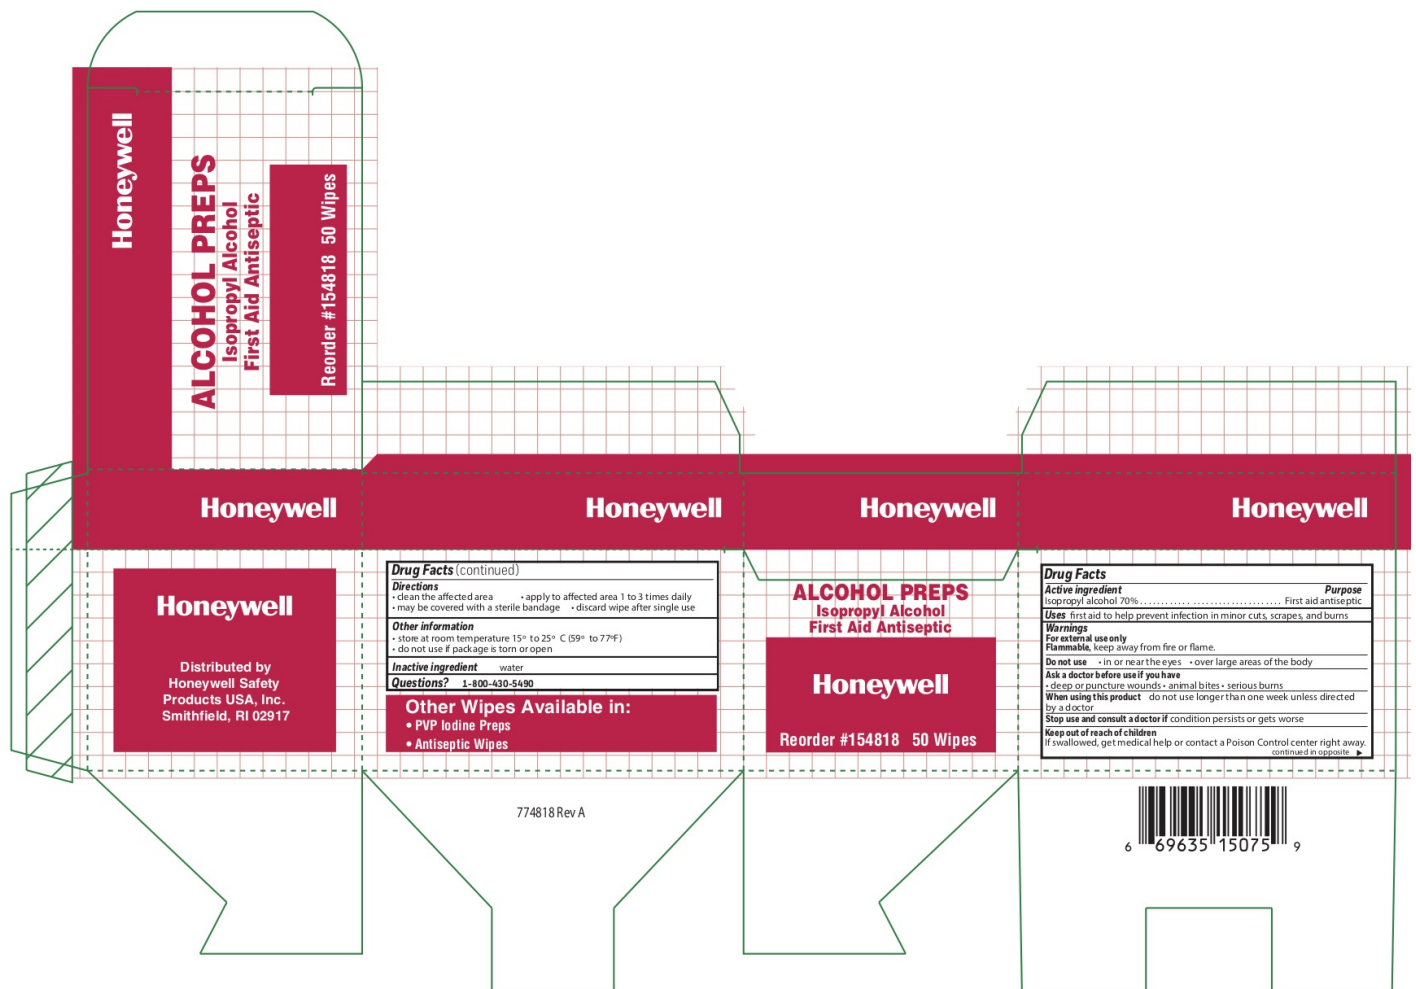 Honeywell
ALCOHOL PREPS
Isopropyl Alcohol
First Aid Antiseptic
Reorder #154818 50 Wipes
Honeywell
Honeywell
Honeywell
Honeywell
Honeywell
Distributed by
Honeywell Safety
Products USA, Inc.
Smithfield, RI 02917
Drug Facts (continued)
Directions
• clean the affected area • apply to affected area 1 to 3 times daily
• may be covered with a sterile bandage • discard wipe after single use
Other information
• store at room temperature 15º to 25º C (59º to 77ºF)
• do not use if package is torn or open
Inactive ingredient water
Questions? 1-800-430-5490
Other Wipes Available in:
• PVP Iodine Preps
• Antiseptic Wipes
774818 Rev A
ALCOHOL PREPS
Isopropyl Alcohol
First Aid Antiseptic
Honeywell
Reorder #154818 50 Wipes
Drug Facts
Active ingredient Purpose
Isopropyl alcohol 70% . . . . . . . . . . . . . . . . . . . . . . . . . . . . . . . . First aid antiseptic
Uses first aid to help prevent infection in minor cuts, scrapes, and burns
Warnings
For external use only
Flammable, keep away from fire or flame.
Do not use • in or near the eyes • over large areas of the body
Ask a doctor before use if you have
• deep or puncture wounds • animal bites • serious burns
When using this product do not use longer than one week unless directed
by a doctor
Stop use and consult a doctor if condition persists or gets worse
Keep out of reach of children
If swallowed, get medical help or contact a Poison Control center right away.
continued in opposite ▶
6 69635 15075 9